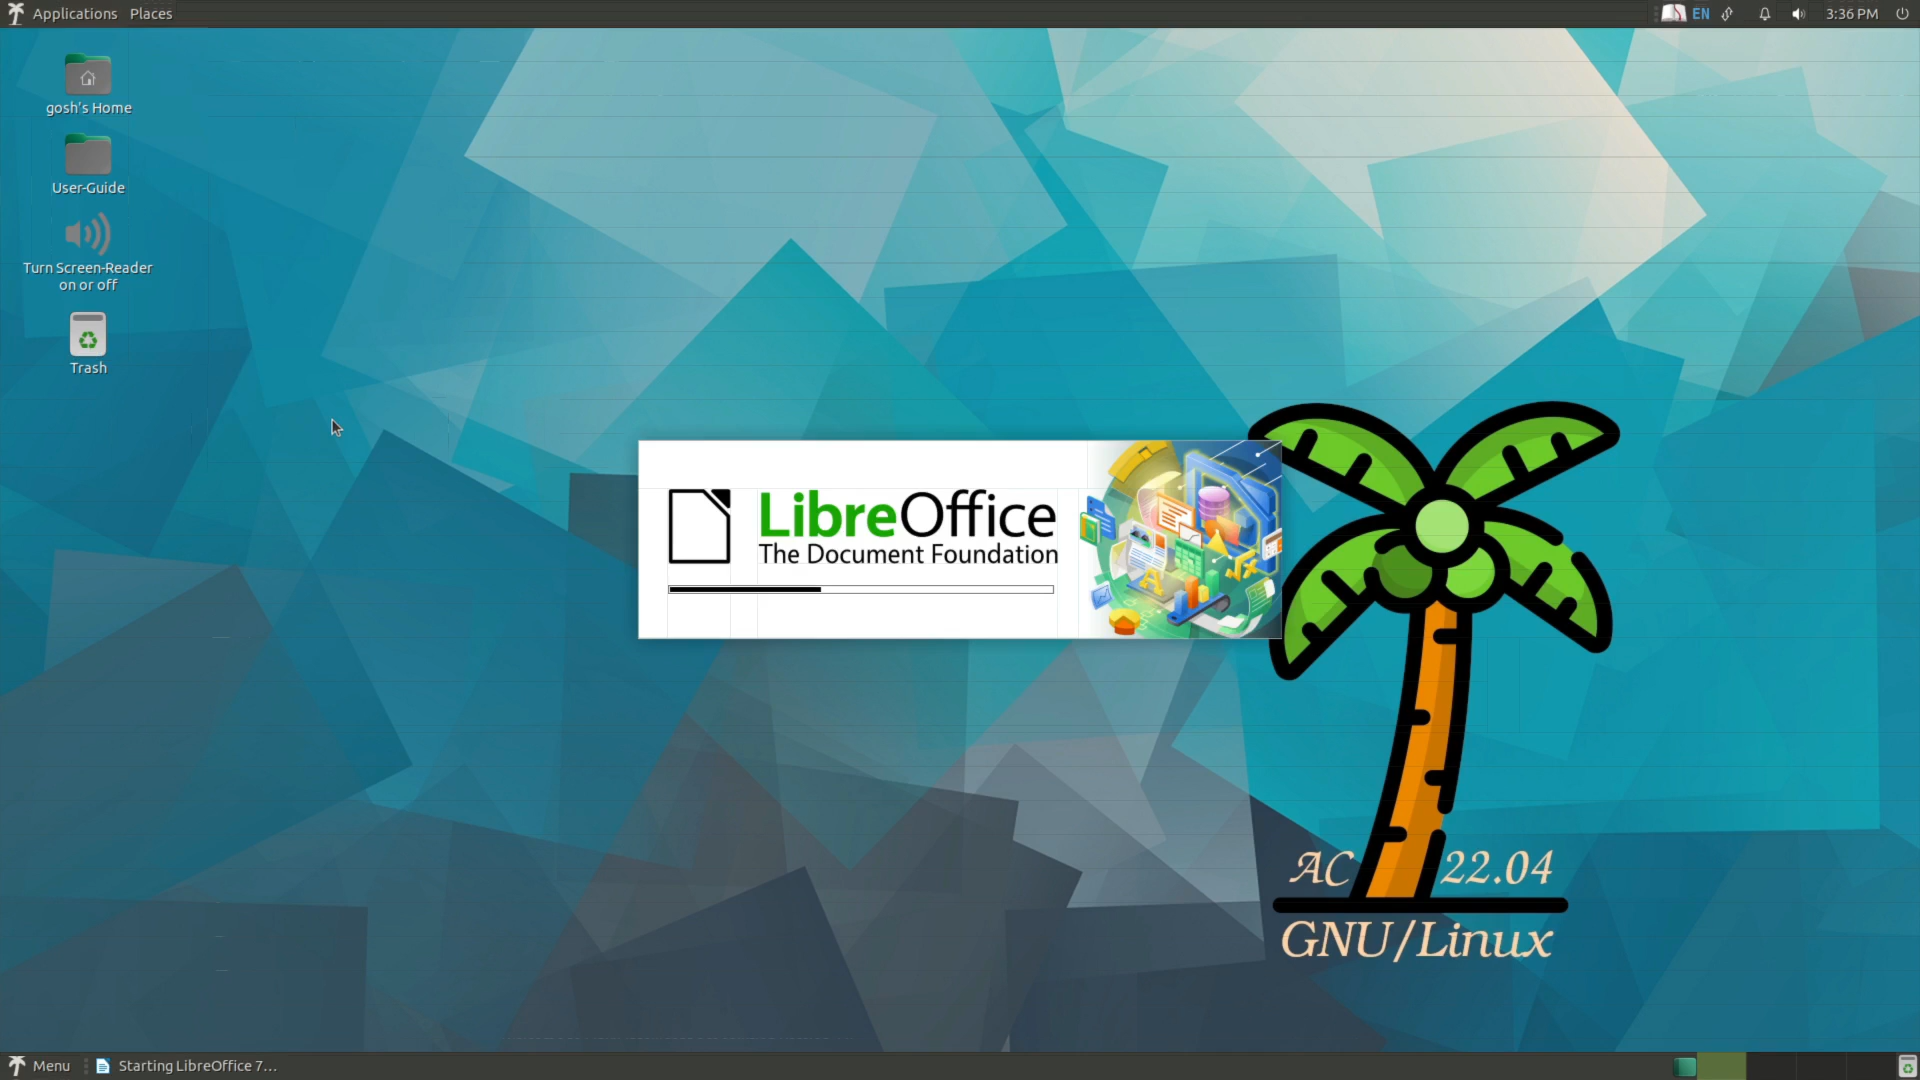 Applications Places EN 3:36 PM
gosh's Home
User-Guide
Turn Screen-Reader
on or off
Trash
LibreOffice
The Document Foundation
AC 22.04
GNU/Linux
Menu Starting LibreOffice 7...